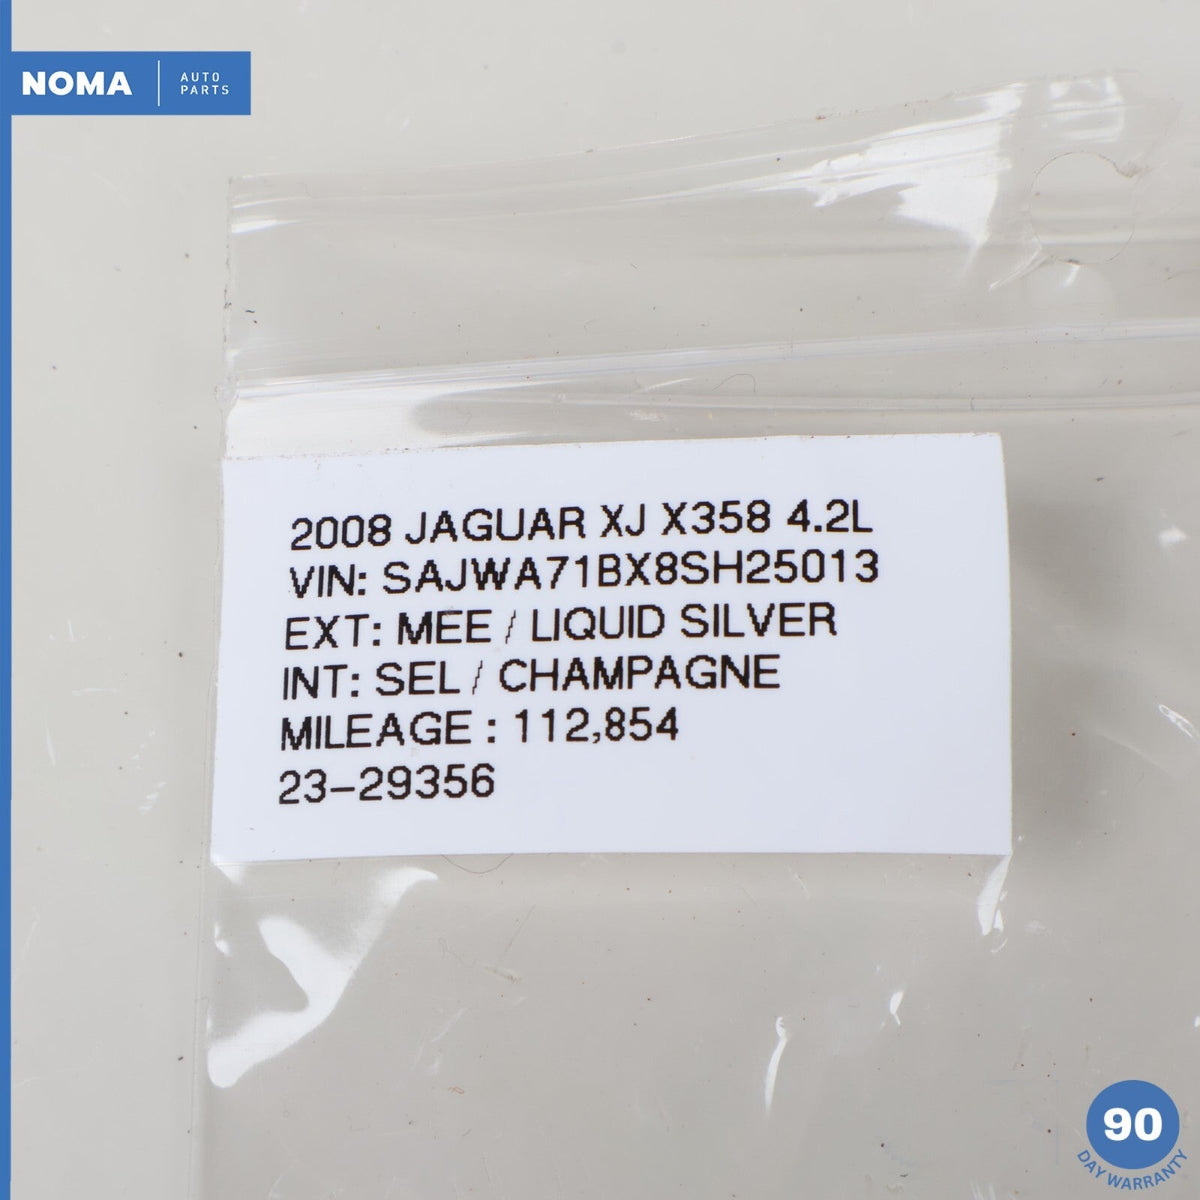 NOMA
AUTO
PARTS
2008 JAGUAR XJ X358 4.2L
VIN: SAJWA71BX8SH25013
EXT: MEE / LIQUID SILVER
INT: SEL / CHAMPAGNE
MILEAGE : 112,854
23-29356
90
DAY WARRANTY